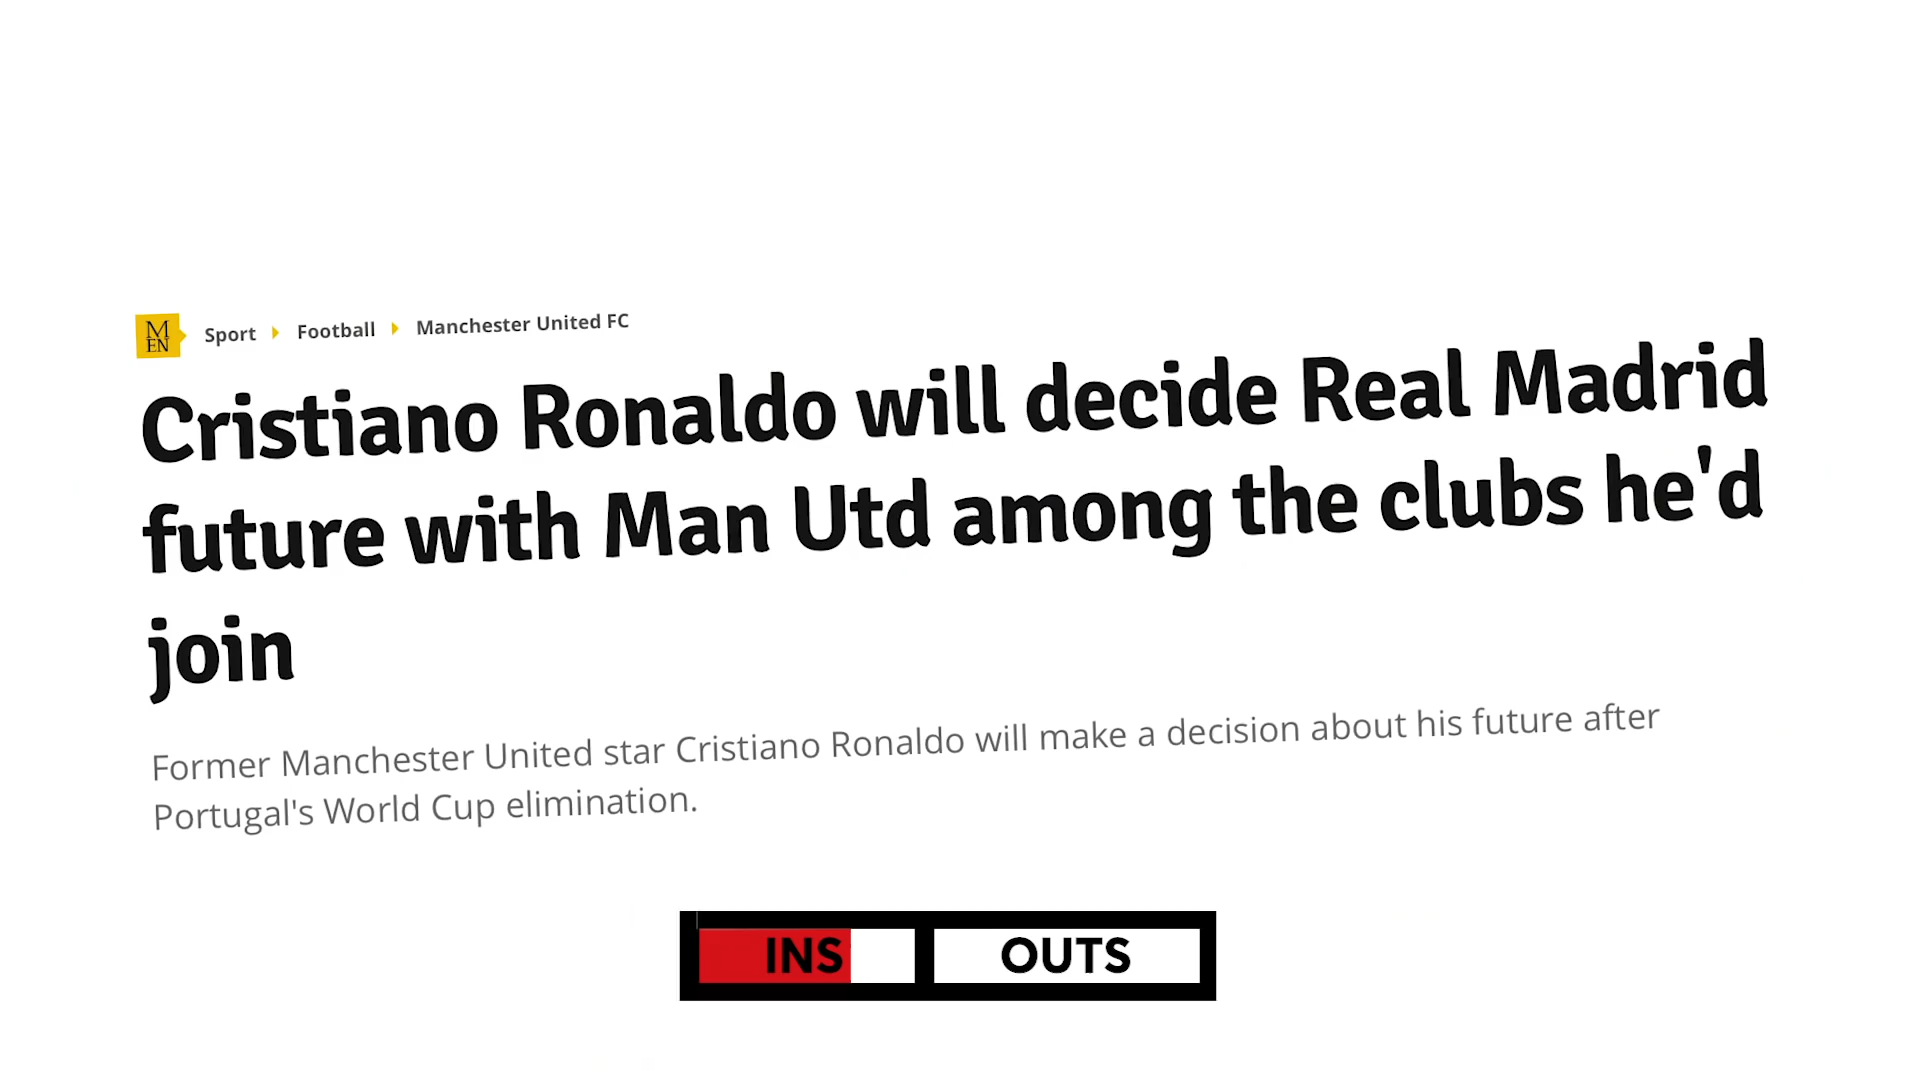 M
EN
Sport Football Manchester United FC
Cristiano Ronaldo will decide Real Madrid
future with Man Utd among the clubs he'd
join
Former Manchester United star Cristiano Ronaldo will make a decision about his future after
Portugal's World Cup elimination.
INS OUTS